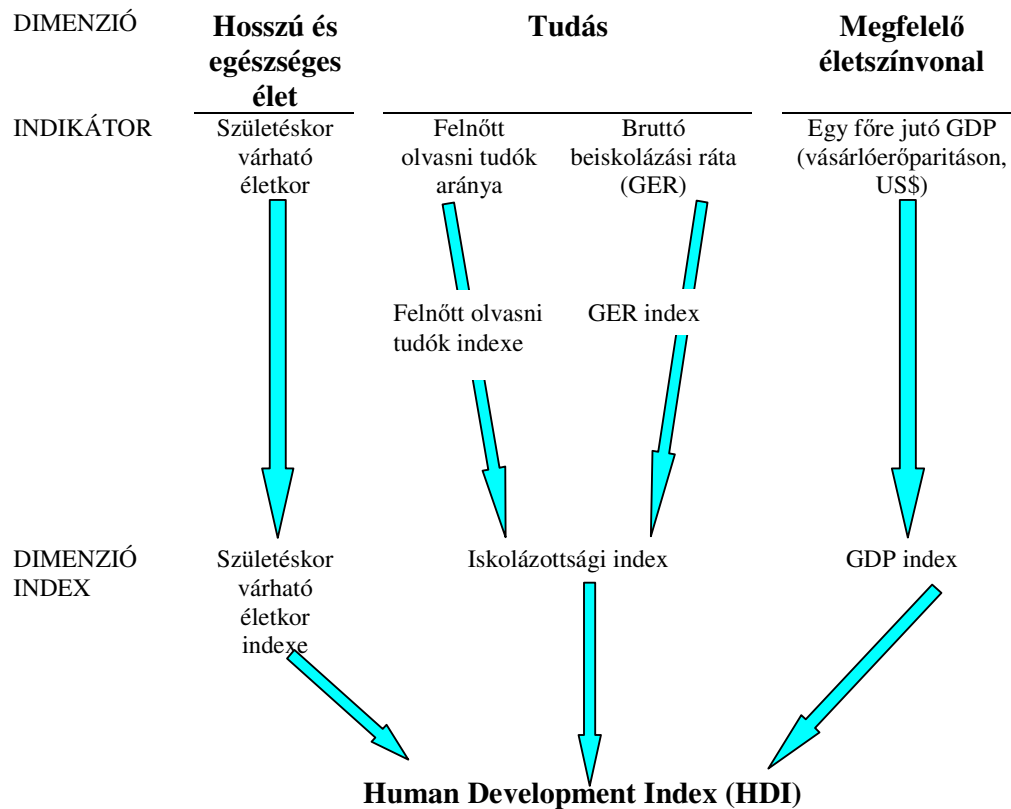 DIMENZIÓ
Hosszú és
egészséges
élet
Tudás
Megfelelő
életszínvonal
INDIKÁTOR
Születéskor
várható
életkor
Felnőtt
olvasni tudók
aránya
Bruttó
beiskolázási ráta
(GER)
Egy főre jutó GDP
(vásárlóerőparitáson,
US$)
Felnőtt olvasni
tudók indexe
GER index
DIMENZIÓ
INDEX
Születéskor
várható
életkor
indexe
Iskolázottsági index
GDP index
Human Development Index (HDI)